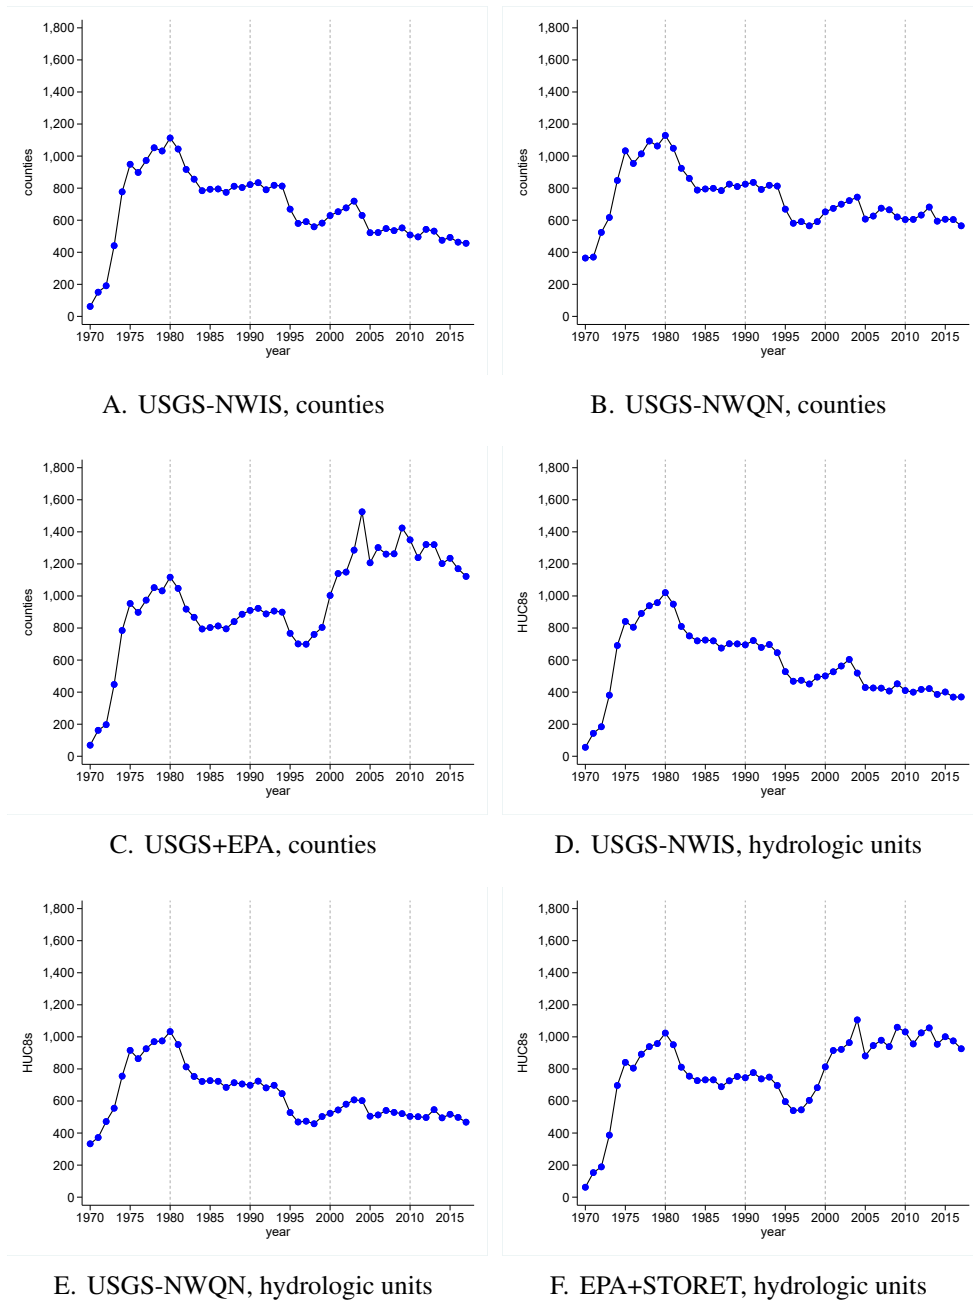 1,800
1,600
1,400
1,200
1,000
800
600
400
200
0
counties
1970 1975 1980 1985 1990 1995 2000 2005 2010 2015
year
A. USGS-NWIS, counties
1,800
1,600
1,400
1,200
1,000
800
600
400
200
0
counties
1970 1975 1980 1985 1990 1995 2000 2005 2010 2015
year
B. USGS-NWQN, counties
1,800
1,600
1,400
1,200
1,000
800
600
400
200
0
counties
1970 1975 1980 1985 1990 1995 2000 2005 2010 2015
year
C. USGS+EPA, counties
1,800
1,600
1,400
1,200
1,000
800
600
400
200
0
HUC8s
1970 1975 1980 1985 1990 1995 2000 2005 2010 2015
year
D. USGS-NWIS, hydrologic units
1,800
1,600
1,400
1,200
1,000
800
600
400
200
0
HUC8s
1970 1975 1980 1985 1990 1995 2000 2005 2010 2015
year
E. USGS-NWQN, hydrologic units
1,800
1,600
1,400
1,200
1,000
800
600
400
200
0
HUC8s
1970 1975 1980 1985 1990 1995 2000 2005 2010 2015
year
F. EPA+STORET, hydrologic units